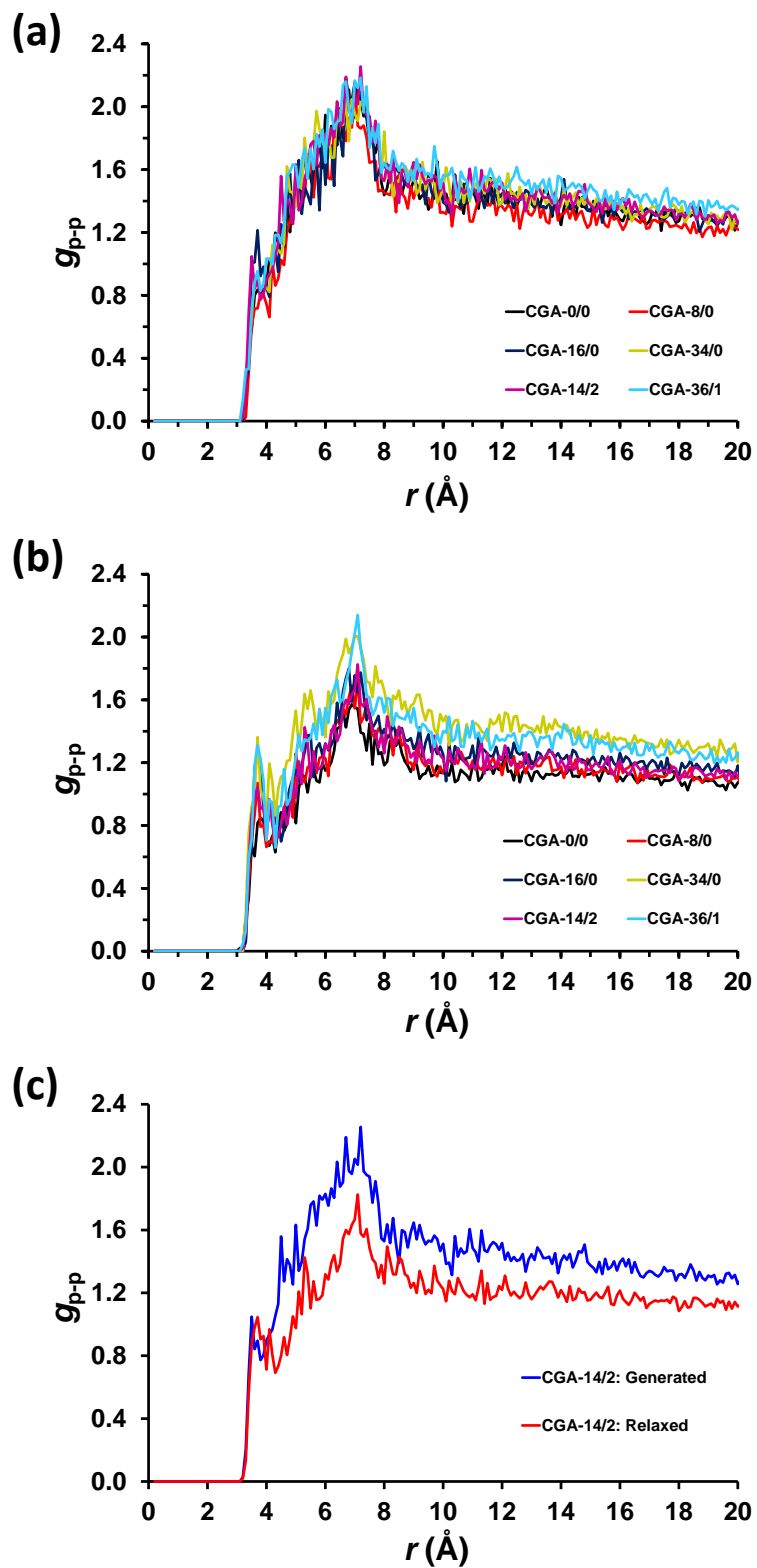 (a)
2.4
2.0
1.6
1.2
0.8
0.4
0.0
g p-p
CGA-0/0 CGA-8/0
CGA-16/0 CGA-34/0
CGA-14/2 CGA-36/1
0 2 4 6 8 10 12 14 16 18 20
r (Å)
(b)
2.4
2.0
1.6
1.2
0.8
0.4
0.0
g p-p
CGA-0/0 CGA-8/0
CGA-16/0 CGA-34/0
CGA-14/2 CGA-36/1
0 2 4 6 8 10 12 14 16 18 20
r (Å)
(c)
2.4
2.0
1.6
1.2
0.8
0.4
0.0
g p-p
CGA-14/2: Generated
CGA-14/2: Relaxed
0 2 4 6 8 10 12 14 16 18 20
r (Å)